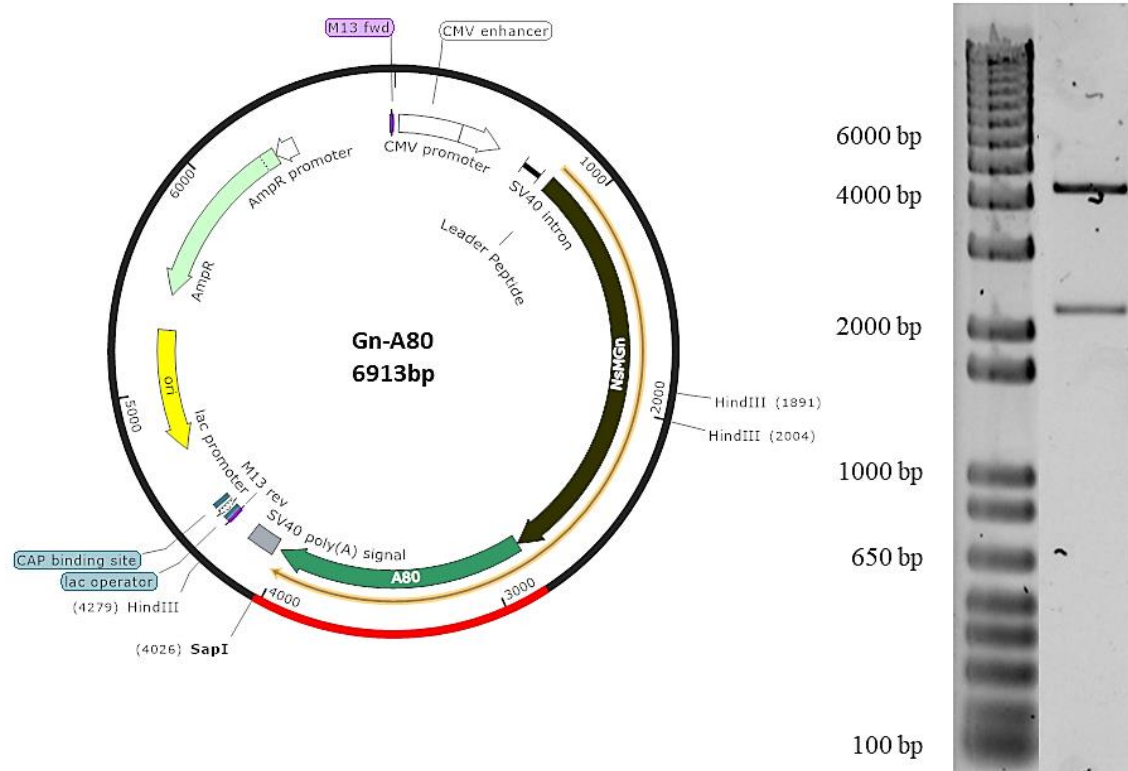 M13 fwd
CMV enhancer
CMV promoter
AmpR promoter
6000
1000
SV40 intron
Leader Peptide
AmpR
Gn-A80
6913bp
NsMGn
ori
HindIII (1891)
2000
HindIII (2004)
5000
lac promoter
M13 rev
SV40 poly(A) signal
CAP binding site
A80
lac operator
4000
3000
(4279) HindIII
(4026) SapI
6000 bp
4000 bp
2000 bp
1000 bp
650 bp
100 bp